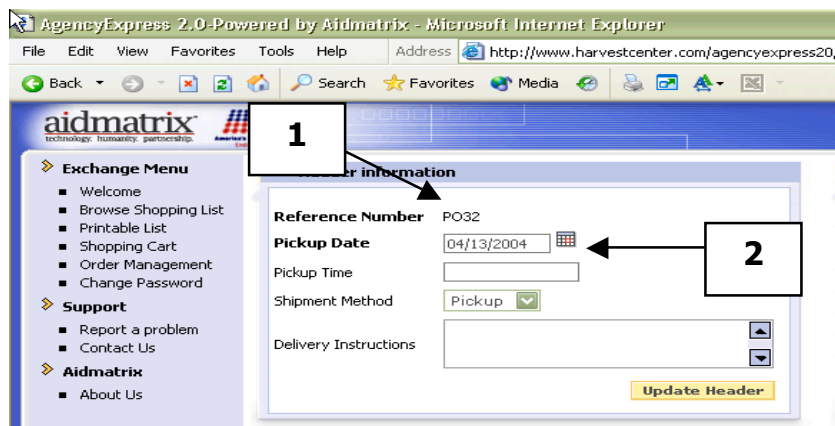 AgencyExpress 2.0-Powered by Aidmatrix - Microsoft Internet Explorer
File Edit View Favorites Tools Help Address http://www.harvestcenter.com/agencyexpress20,
Back Search Favorites Media
aidmatrix
technology. humanity. partnership.
1
Exchange Menu
Welcome
Browse Shopping List
Printable List
Shopping Cart
Order Management
Change Password
Support
Report a problem
Contact Us
Aidmatrix
About Us
information
Reference Number PO32
Pickup Date 04/13/2004
2
Pickup Time
Shipment Method Pickup
Delivery Instructions
Update Header